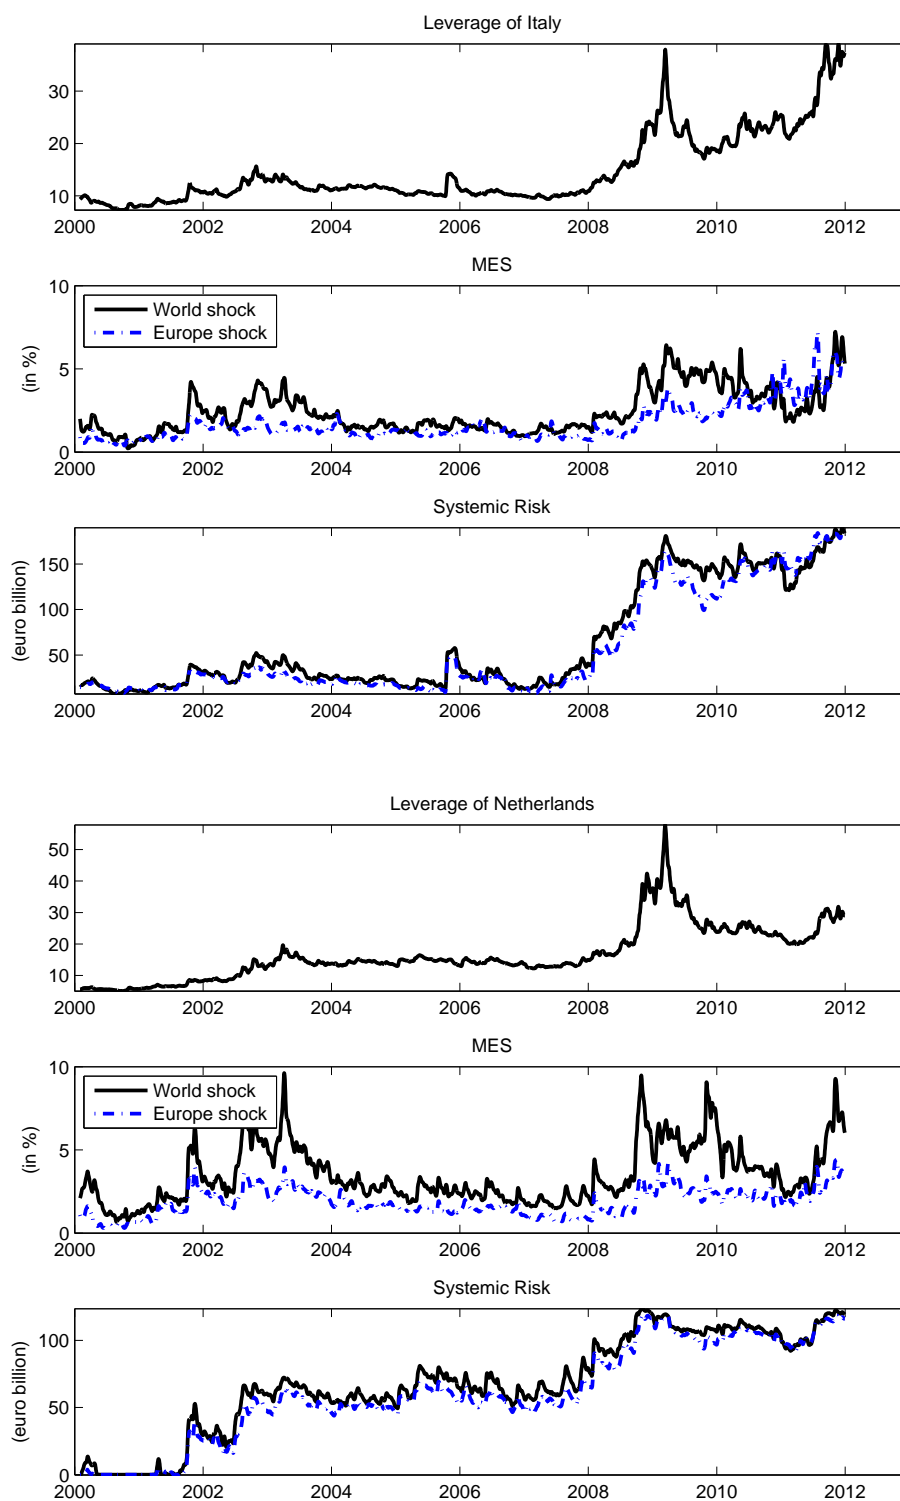 Leverage of Italy
30
20
10
2000 2002 2004 2006 2008 2010 2012
MES
10
5
0
(in %)
World shock
Europe shock
2000 2002 2004 2006 2008 2010 2012
Systemic Risk
150
100
50
(euro billion)
2000 2002 2004 2006 2008 2010 2012
Leverage of Netherlands
50
40
30
20
10
2000 2002 2004 2006 2008 2010 2012
MES
10
5
0
(in %)
World shock
Europe shock
2000 2002 2004 2006 2008 2010 2012
Systemic Risk
100
50
0
(euro billion)
2000 2002 2004 2006 2008 2010 2012